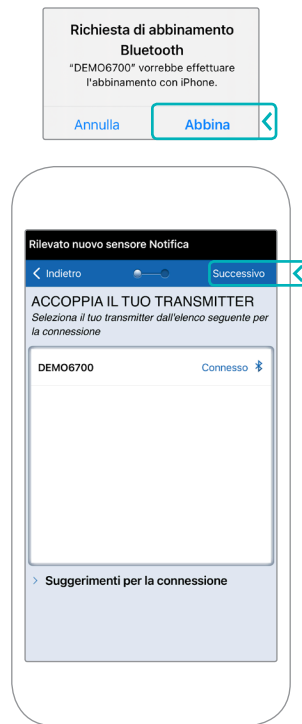 Richiesta di abbinamento
Bluetooth
“DEMO6700” vorrebbe effettuare
l'abbinamento con iPhone.
Annulla Abbina
Rilevato nuovo sensore Notifica
Indietro Successivo
ACCOPPIA IL TUO TRANSMITTER
Seleziona il tuo transmitter dall'elenco seguente per
la connessione
DEMO6700 Connesso
Suggerimenti per la connessione